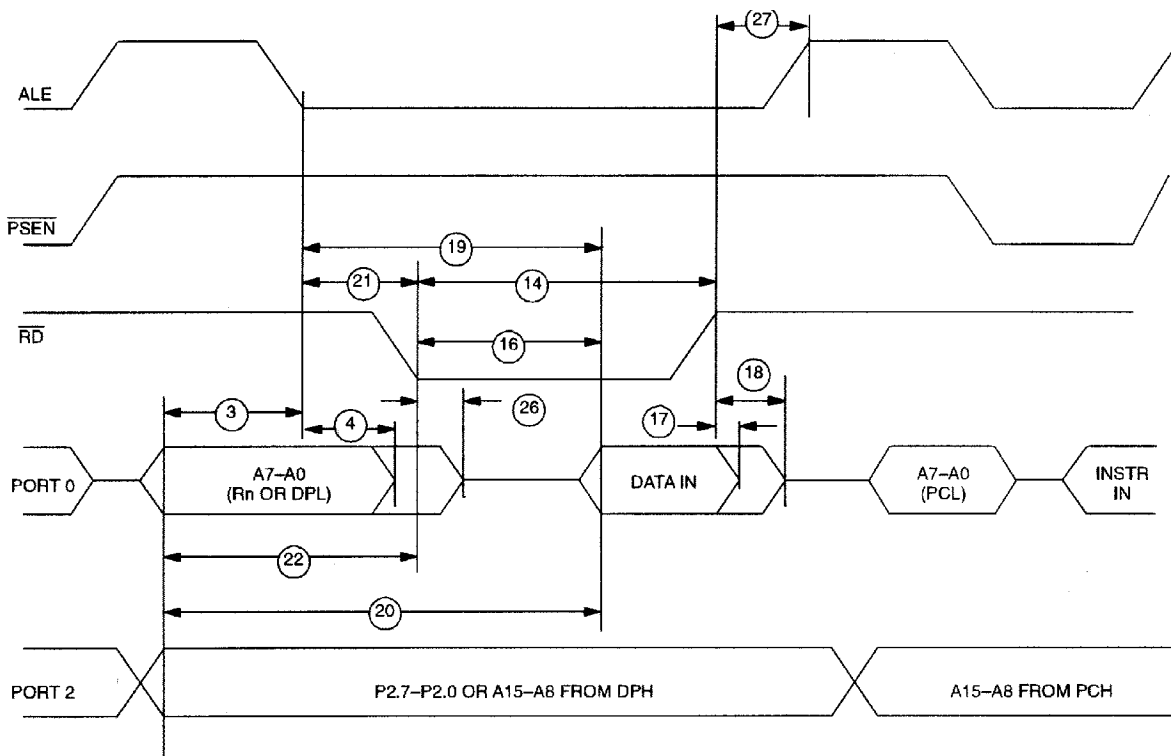 27
ALE
PSEN
19
21
14
RD
16
18
3
4
26
17
PORT 0
A7–A0
(Rn OR DPL)
DATA IN
A7–A0
(PCL)
INSTR
IN
22
20
PORT 2
P2.7–P2.0 OR A15–A8 FROM DPH
A15–A8 FROM PCH